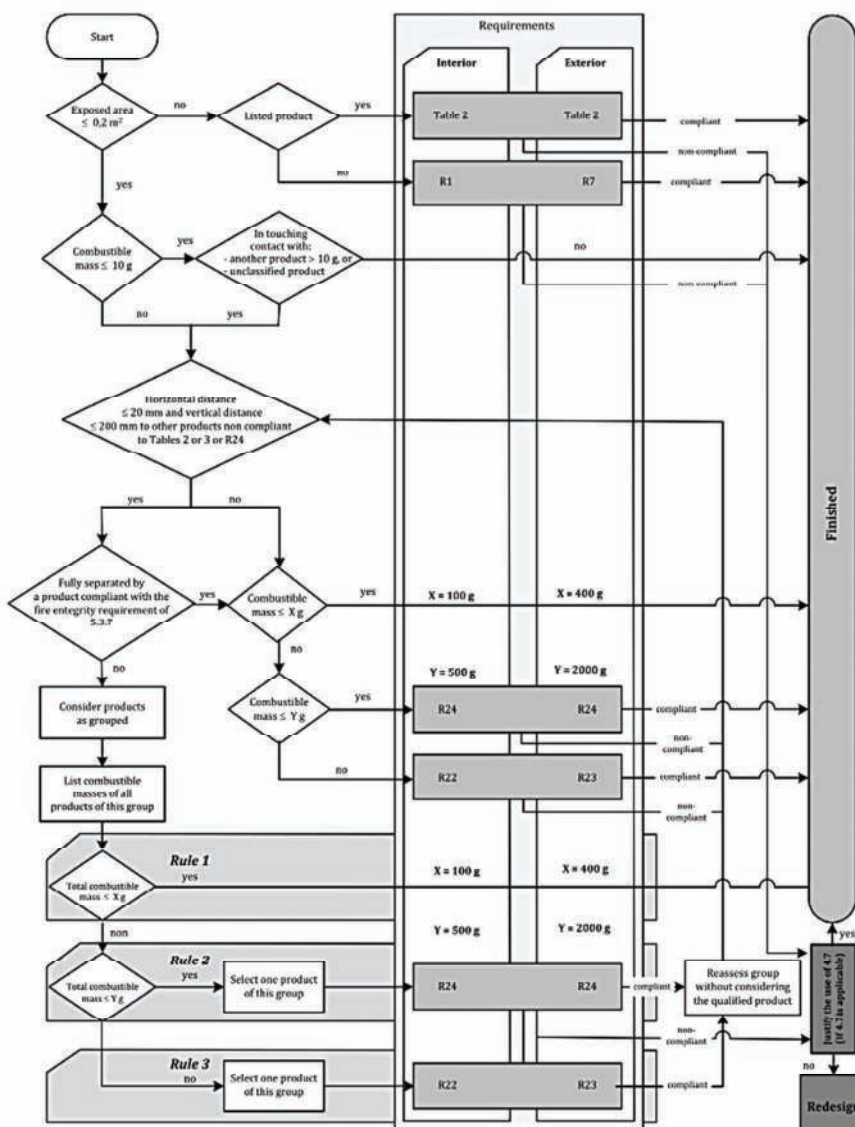 Start
Requirements
Interior
Exterior
Exposed area
≤ 0,2 m²
no
Listed product
yes
Table 2
Table 2
compliant
non-compliant
yes
no
R1
R7
compliant
Combustible
mass ≤ 10 g
yes
In touching
contact with:
- another product > 10 g, or
- unclassified product
no
non-compliant
no
yes
Horizontal distance
≤ 20 mm and vertical distance
≤ 200 mm to other products non compliant
to Tables 2 or 3 or R24
Finished
yes
no
Fully separated by
a product compliant with the
fire entegrity requirement of
5.3.?
yes
Combustible
mass ≤ X g
yes
X = 100 g
X = 400 g
no
no
Y = 500 g
Y = 2000 g
Consider products
as grouped
Combustible
mass ≤ Y g
yes
R24
R24
compliant
non-
compliant
List combustible
masses of all
products of this group
no
R22
R23
compliant
non-
compliant
Rule 1
Total combustible
mass ≤ X g
yes
X = 100 g
X = 400 g
non
Y = 500 g
Y = 2000 g
yes
Rule 2
Total combustible
mass ≤ Y g
yes
Select one product
of this group
R24
R24
compliant
Reassess group
without considering
the qualified product
Justify the use of 4.7
(if 4.7 is applicable)
non-
compliant
Rule 3
no
Select one product
of this group
R22
R23
compliant
no
Redesign